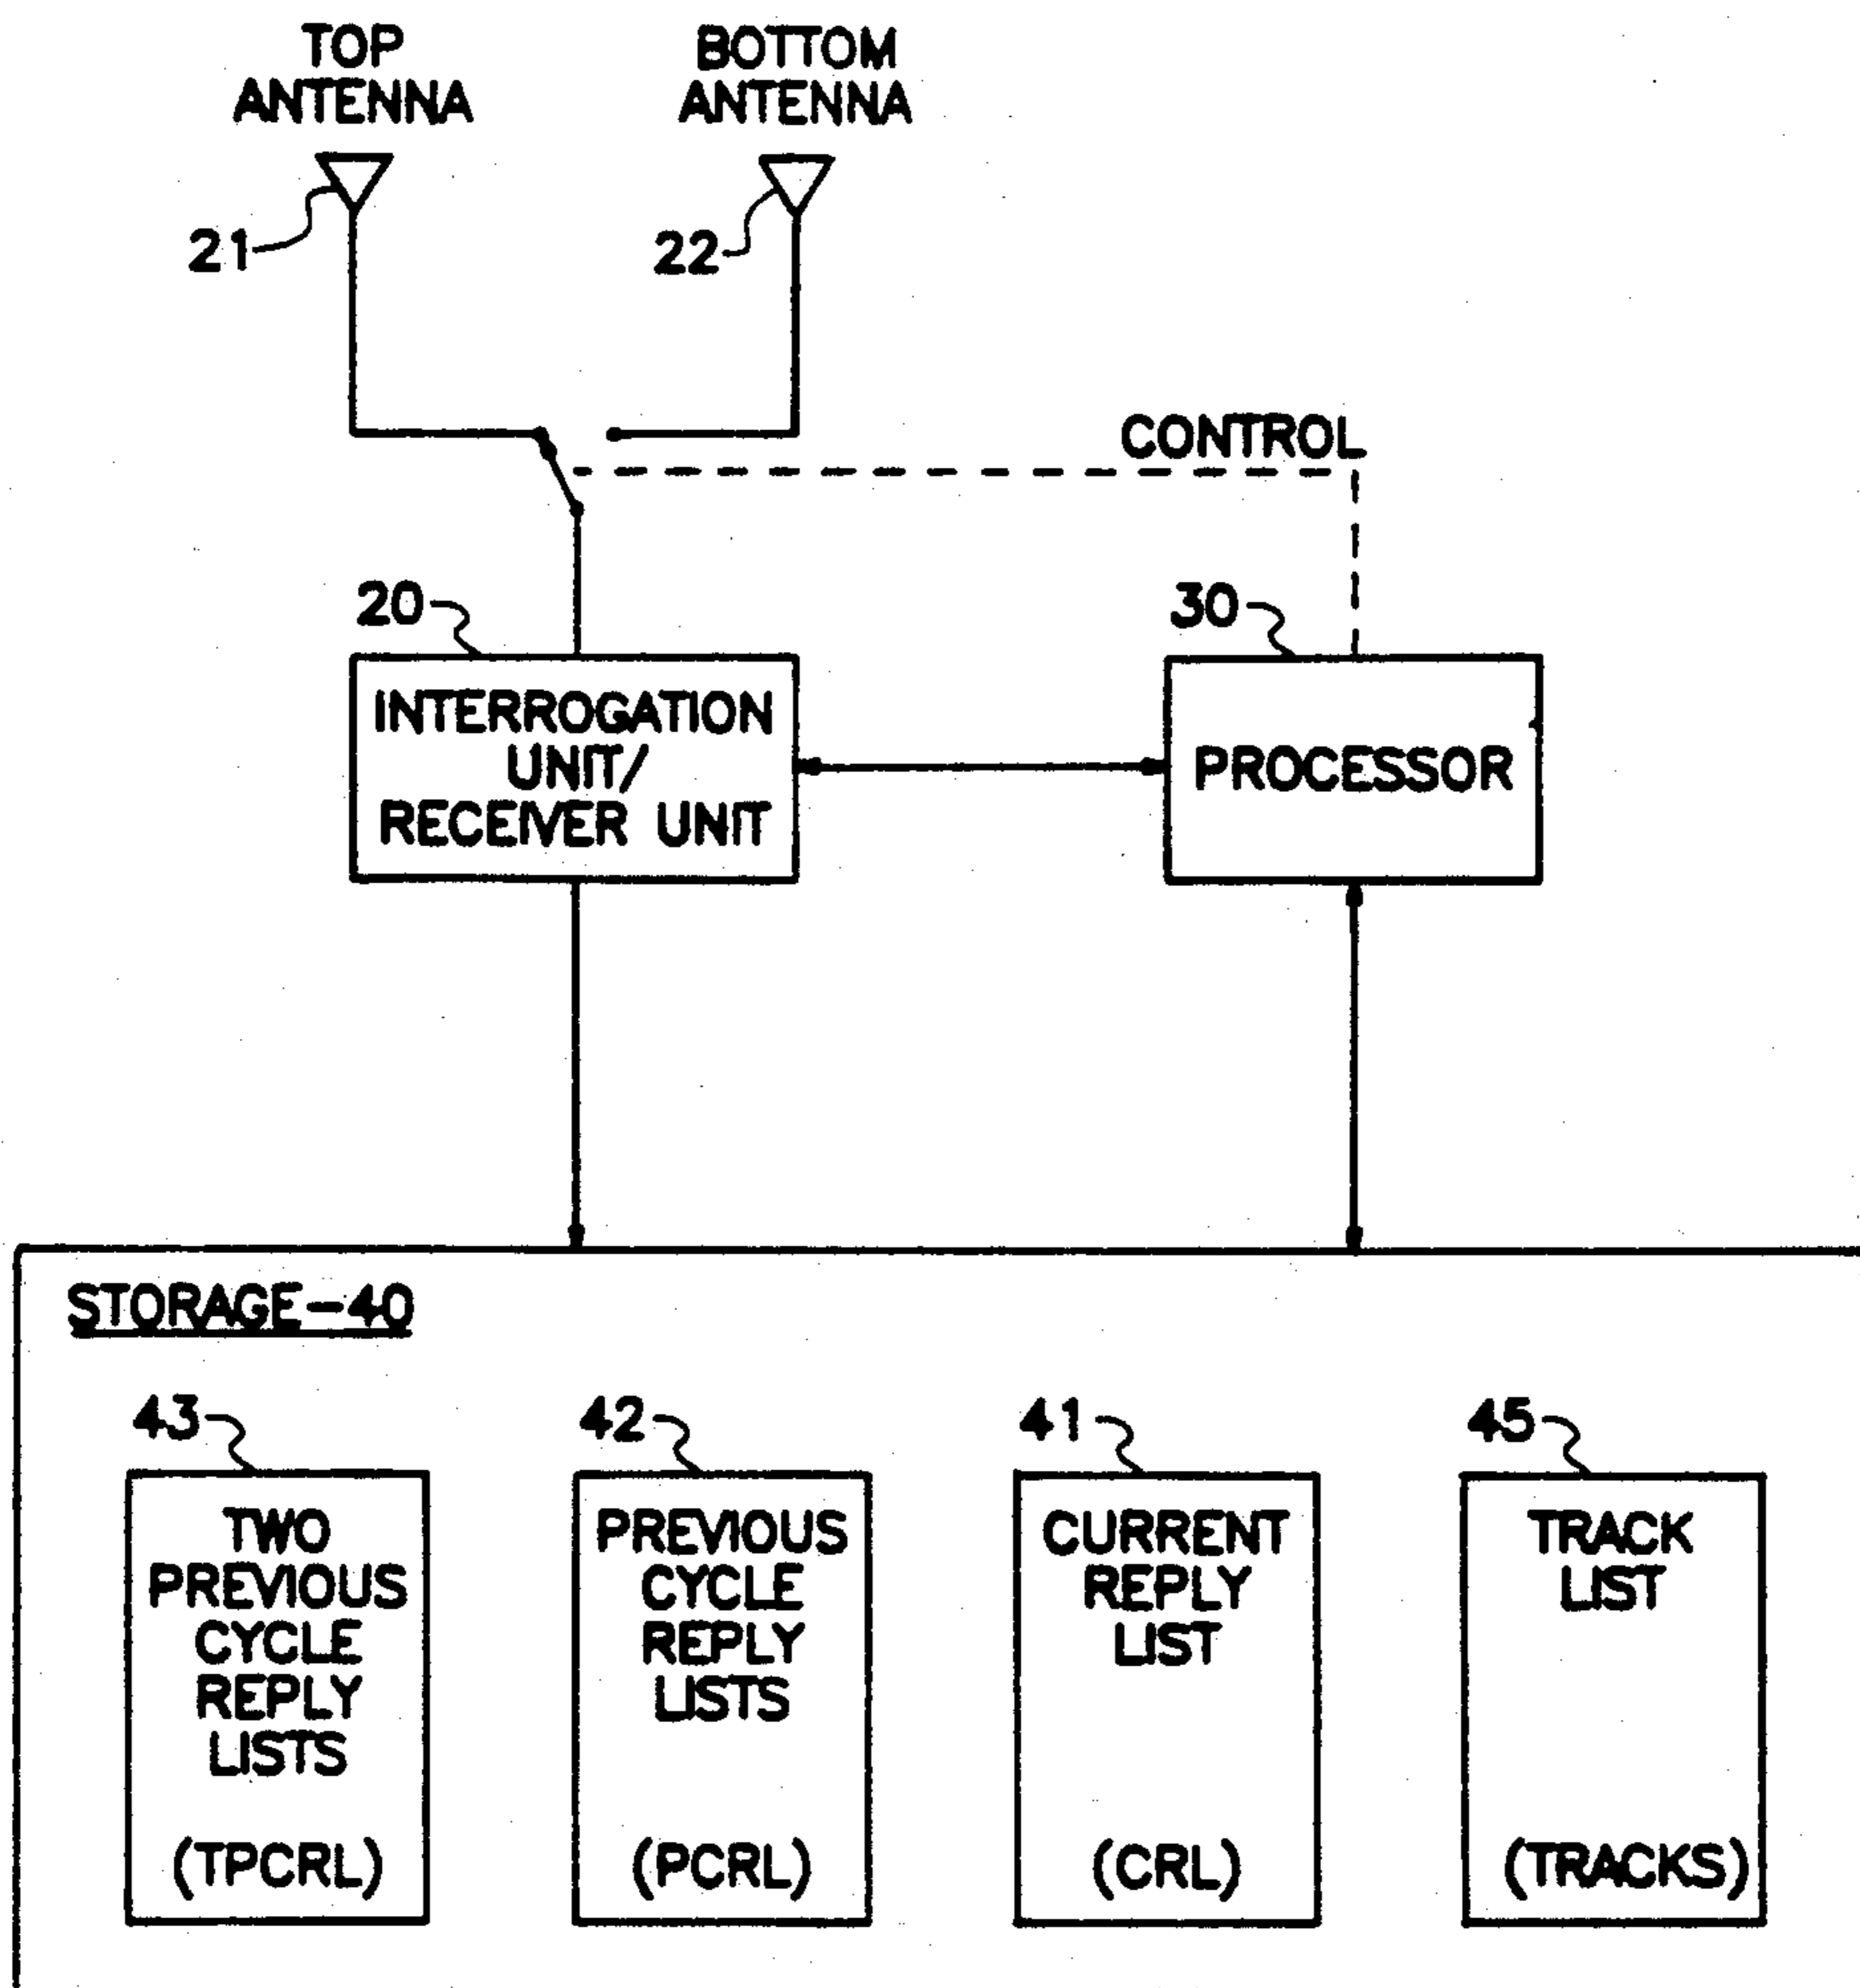 TOP
ANTENNA
BOTTOM
ANTENNA
21
22
CONTROL
20
30
INTERROGATION
UNIT/
RECEIVER UNIT
PROCESSOR
STORAGE-40
43
42
41
45
TWO
PREVIOUS
CYCLE
REPLY
LISTS
(TPCRL)
PREVIOUS
CYCLE
REPLY
LISTS
(PCRL)
CURRENT
REPLY
LIST
(CRL)
TRACK
LIST
(TRACKS)